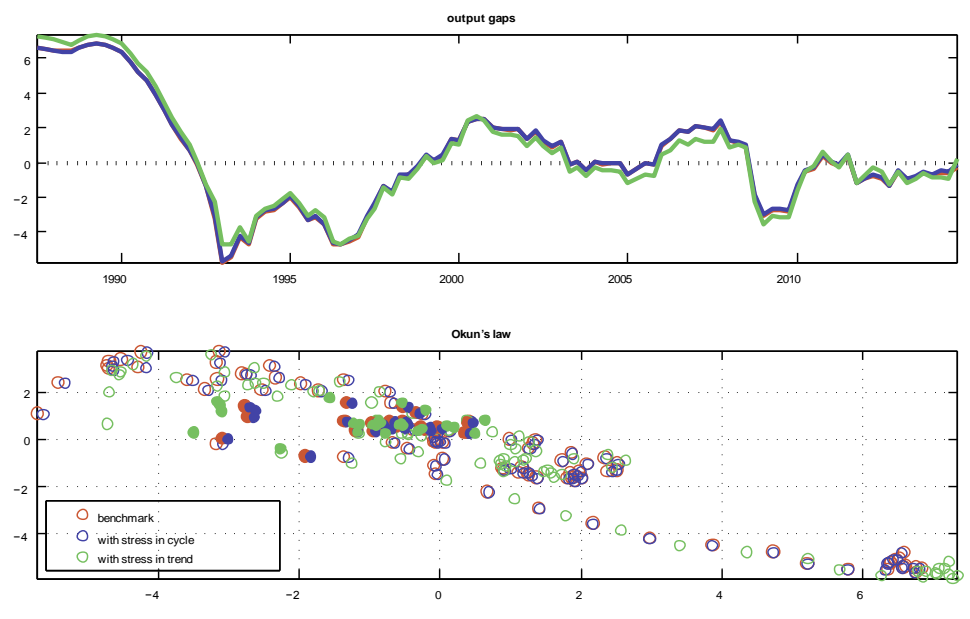 output gaps
6
4
2
0
−2
−4
1990 1995 2000 2005 2010
Okun's law
2
0
−2
−4
benchmark
with stress in cycle
with stress in trend
−4 −2 0 2 4 6